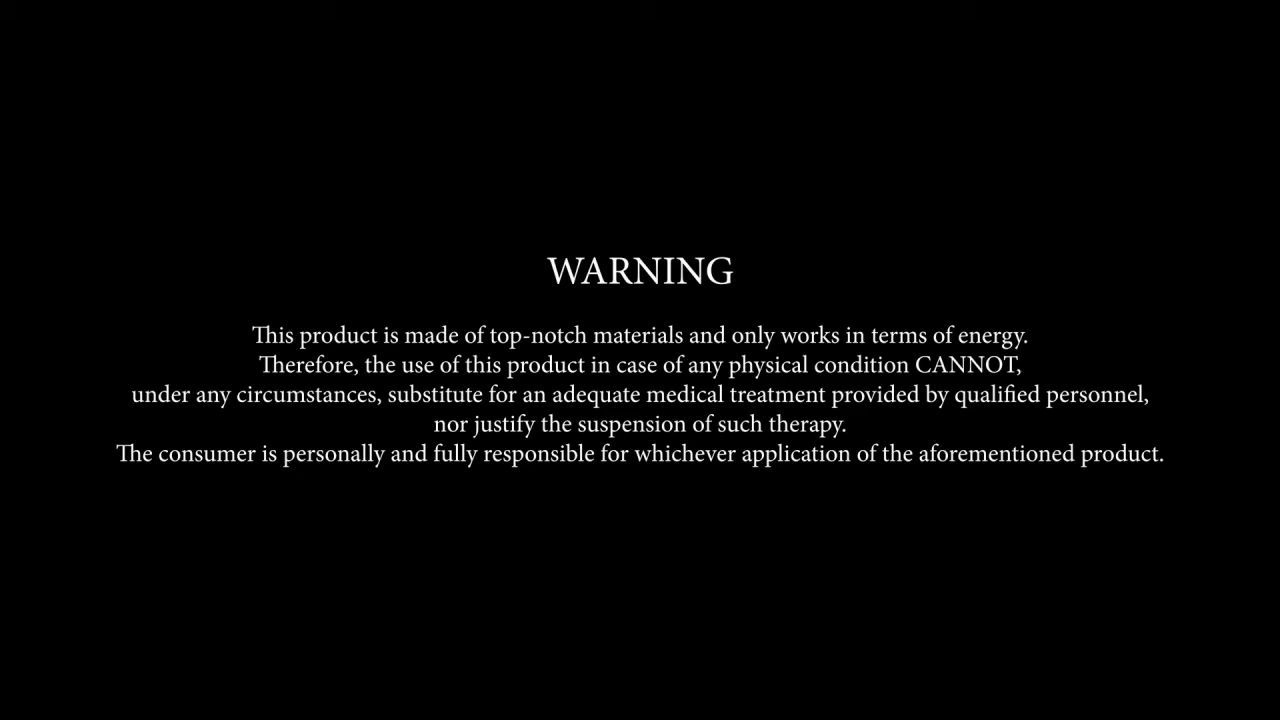 WARNING
This product is made of top-notch materials and only works in terms of energy.
Therefore, the use of this product in case of any physical condition CANNOT,
under any circumstances, substitute for an adequate medical treatment provided by qualified personnel,
nor justify the suspension of such therapy.
The consumer is personally and fully responsible for whichever application of the aforementioned product.